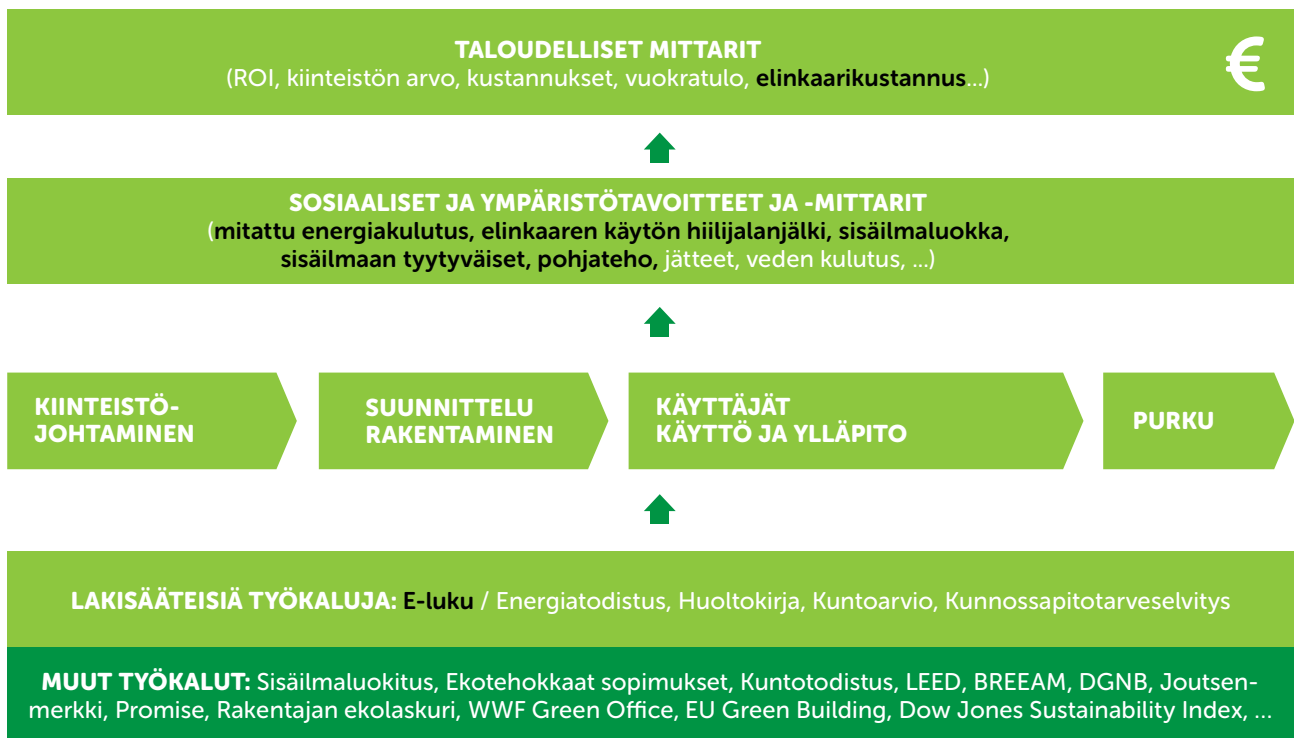 TALOUDELLISET MITTARIT
(ROI, kiinteistön arvo, kustannukset, vuokratulo, elinkaarikustannus...)
€
SOSIAALISET JA YMPÄRISTÖTAVOITTEET JA -MITTARIT
(mitattu energiakulutus, elinkaaren käytön hiilijalanjälki, sisäilmaluokka,
sisäilmaan tyytyväiset, pohjateho, jätteet, veden kulutus, ...)
KIINTEISTÖ-
JOHTAMINEN
SUUNNITTELU
RAKENTAMINEN
KÄYTTÄJÄT
KÄYTTÖ JA YLLÄPITO
PURKU
LAKISÄÄTEISIÄ TYÖKALUJA: E-luku / Energiatodistus, Huoltokirja, Kuntoarvio, Kunnossapitotarveselvitys
MUUT TYÖKALUT: Sisäilmaluokitus, Ekotehokkaat sopimukset, Kuntotodistus, LEED, BREEAM, DGNB, Joutsen-
merkki, Promise, Rakentajan ekolaskuri, WWF Green Office, EU Green Building, Dow Jones Sustainability Index, ...